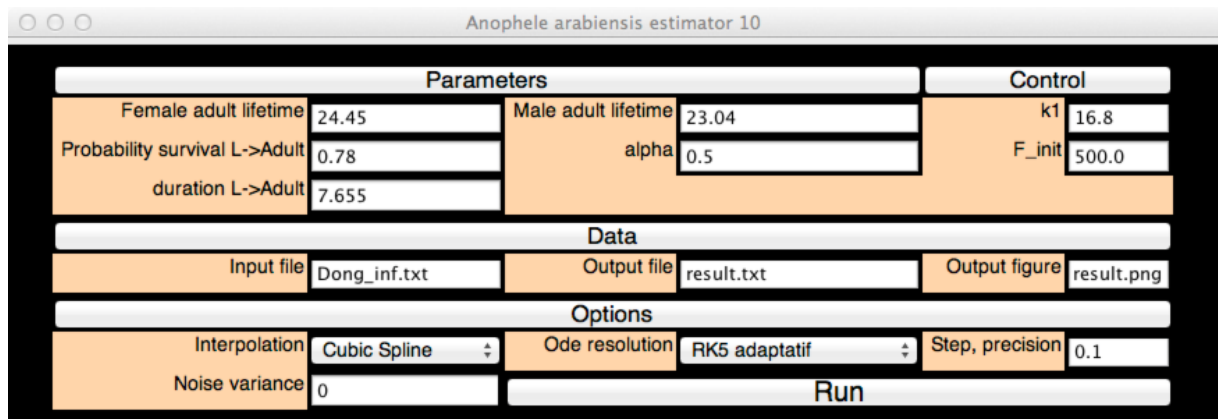 Anophele arabiensis estimator 10
Parameters Control
Female adult lifetime 24.45 Male adult lifetime 23.04 k1 16.8
Probability survival L->Adult 0.78 alpha 0.5 F_init 500.0
duration L->Adult 7.655
Data
Input file Dong_inf.txt Output file result.txt Output figure result.png
Options
Interpolation Cubic Spline Ode resolution RK5 adaptatif Step, precision 0.1
Noise variance 0 Run